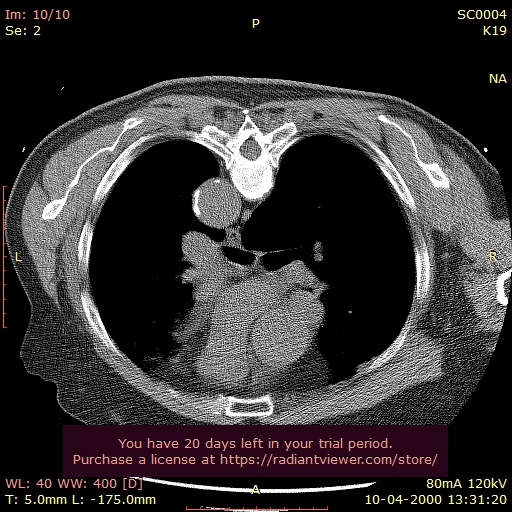 Im: 10/10
Se: 2
P
SC0004
K19
NA
L
R
You have 20 days left in your trial period.
Purchase a license at https://radiantviewer.com/store/
WL: 40 WW: 400 [D]
T: 5.0mm L: -175.0mm
A
80mA 120kV
10-04-2000 13:31:20